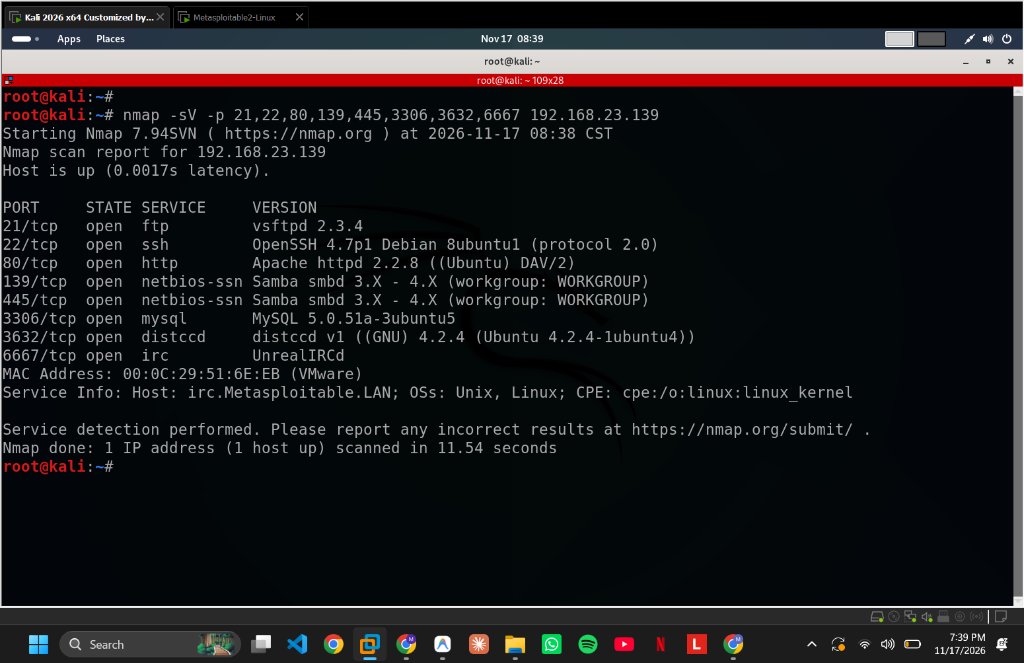 Kali 2026 x64 Customized by...
Metasploitable2-Linux
Apps Places Nov 17 08:39
root@kali: ~
root@kali: ~ 109x28
root@kali:~#
root@kali:~# nmap -sV -p 21,22,80,139,445,3306,3632,6667 192.168.23.139
Starting Nmap 7.94SVN ( https://nmap.org ) at 2026-11-17 08:38 CST
Nmap scan report for 192.168.23.139
Host is up (0.0017s latency).
PORT     STATE SERVICE     VERSION
21/tcp   open  ftp         vsftpd 2.3.4
22/tcp   open  ssh         OpenSSH 4.7p1 Debian 8ubuntu1 (protocol 2.0)
80/tcp   open  http        Apache httpd 2.2.8 ((Ubuntu) DAV/2)
139/tcp  open  netbios-ssn Samba smbd 3.X - 4.X (workgroup: WORKGROUP)
445/tcp  open  netbios-ssn Samba smbd 3.X - 4.X (workgroup: WORKGROUP)
3306/tcp open  mysql       MySQL 5.0.51a-3ubuntu5
3632/tcp open  distccd     distccd v1 ((GNU) 4.2.4 (Ubuntu 4.2.4-1ubuntu4))
6667/tcp open  irc         UnrealIRCd
MAC Address: 00:0C:29:51:6E:EB (VMware)
Service Info: Host: irc.Metasploitable.LAN; OSs: Unix, Linux; CPE: cpe:/o:linux:linux_kernel
Service detection performed. Please report any incorrect results at https://nmap.org/submit/ .
Nmap done: 1 IP address (1 host up) scanned in 11.54 seconds
root@kali:~#
Search
7:39 PM
11/17/2026